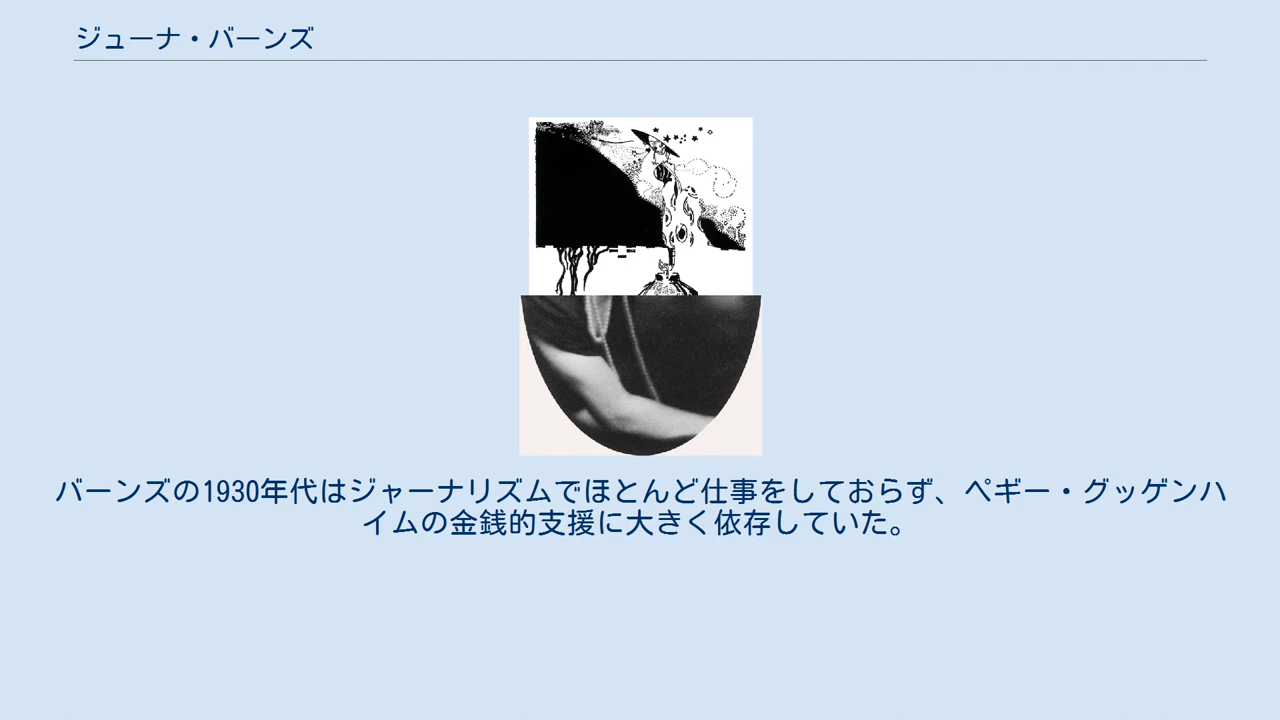 ジューナ・バーンズ
バーンズの1930年代はジャーナリズムでほとんど仕事をしておらず、ペギー・グッゲンハ
イムの金銭的支援に大きく依存していた。